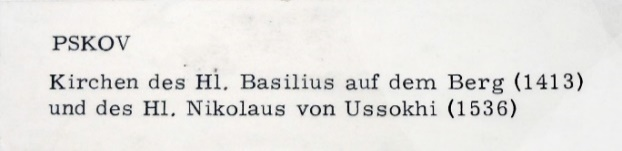 PSKOV
Kirchen des Hl. Basilius auf dem Berg (1413)
und des Hl. Nikolaus von Ussokhi (1536)